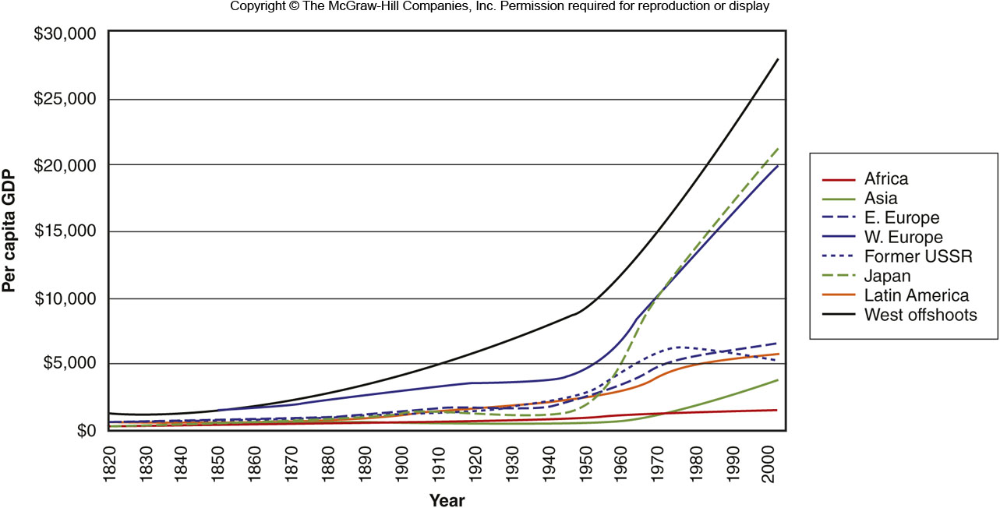 Copyright © The McGraw-Hill Companies, Inc. Permission required for reproduction or display
$30,000
$25,000
$20,000
$15,000
$10,000
$5,000
$0
Per capita GDP
1820
1830
1840
1850
1860
1870
1880
1890
1900
1910
1920
1930
1940
1950
1960
1970
1980
1990
2000
Year
Africa
Asia
E. Europe
W. Europe
Former USSR
Japan
Latin America
West offshoots